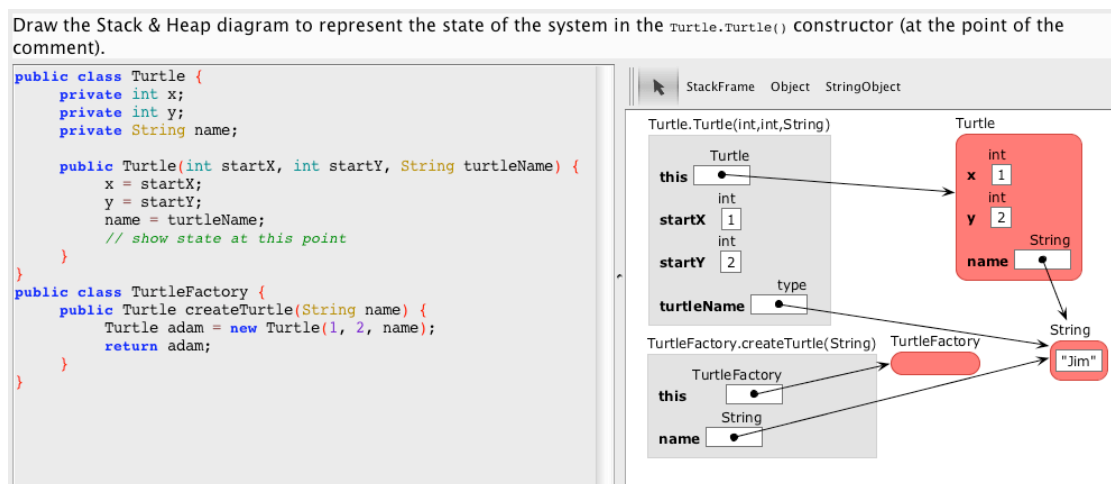 Draw the Stack & Heap diagram to represent the state of the system in the Turtle.Turtle() constructor (at the point of the
comment).
public class Turtle {
private int x;
private int y;
private String name;
public Turtle(int startX, int startY, String turtleName) {
x = startX;
y = startY;
name = turtleName;
// show state at this point
}
}
public class TurtleFactory {
public Turtle createTurtle(String name) {
Turtle adam = new Turtle(1, 2, name);
return adam;
}
}
StackFrame Object StringObject
Turtle.Turtle(int,int,String)
Turtle
this
int
startX 1
int
startY 2
type
turtleName
Turtle
int
x 1
int
y 2
String
name
String
"Jim"
TurtleFactory.createTurtle(String)
TurtleFactory
this
String
name
TurtleFactory